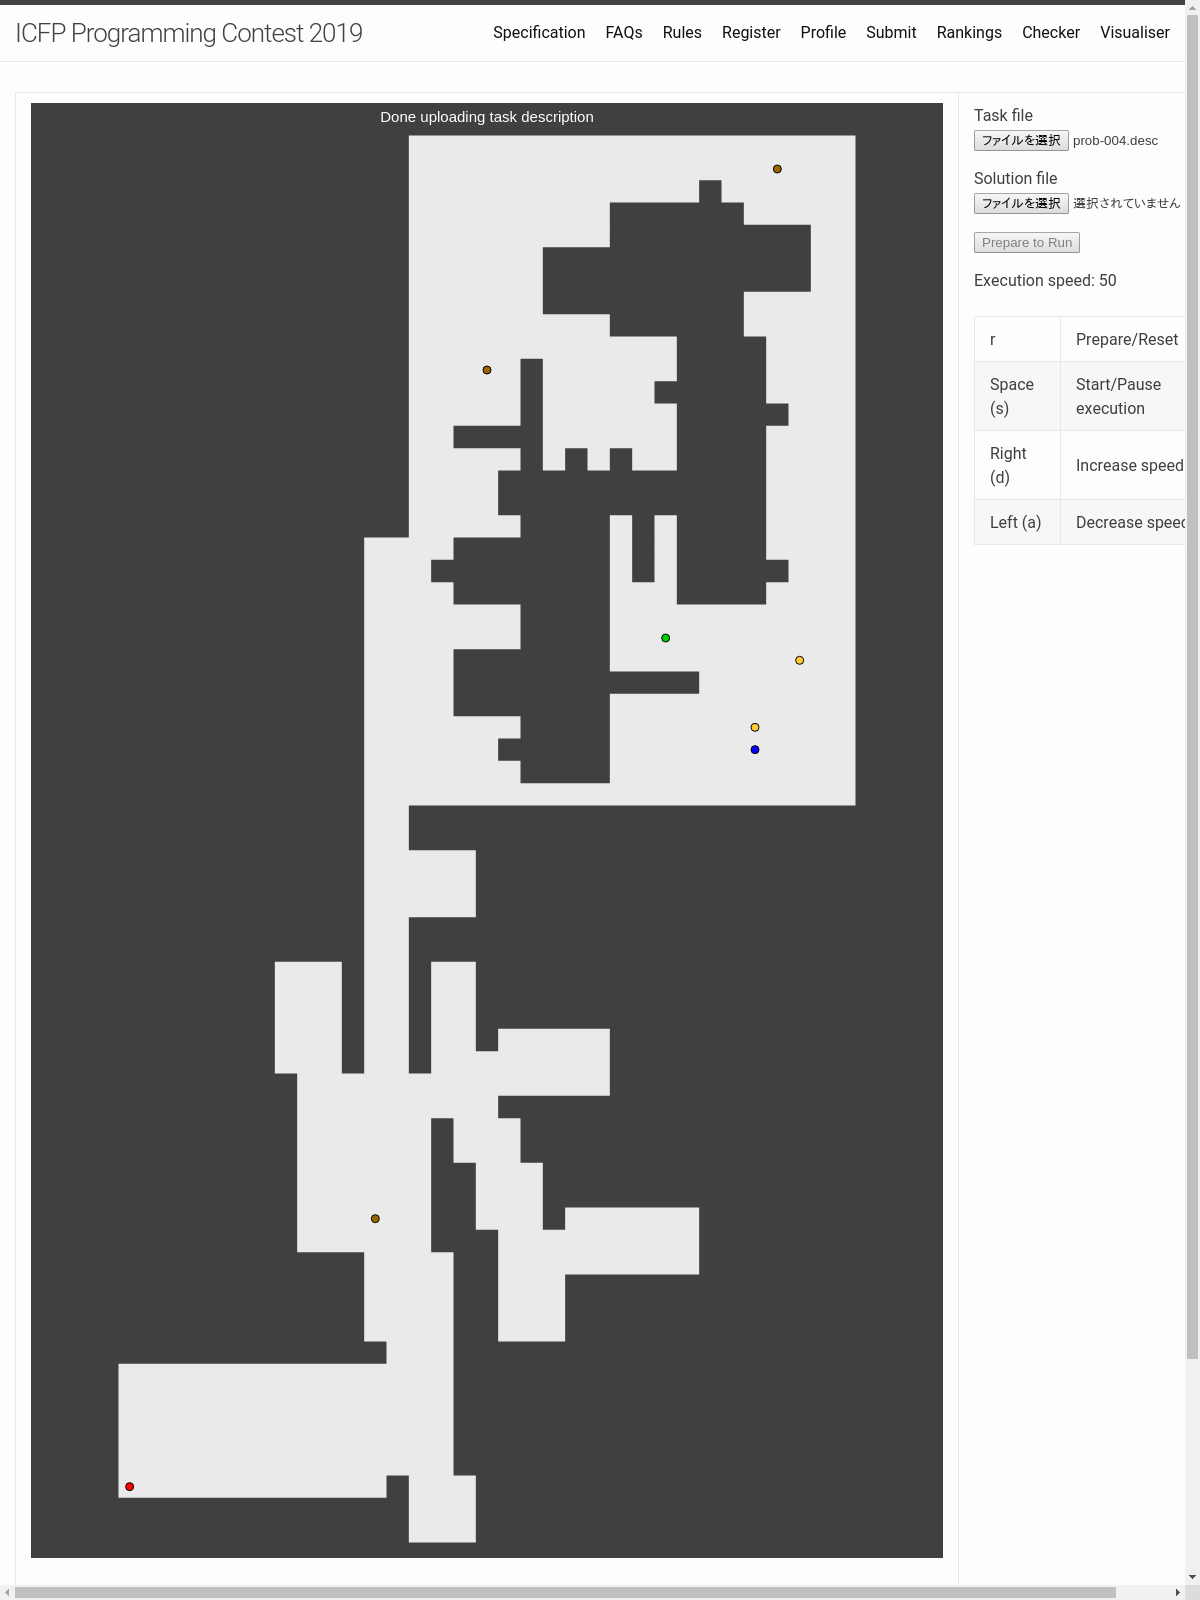 ICFP Programming Contest 2019
Specification FAQs Rules Register Profile Submit Rankings Checker Visualiser
Done uploading task description
Task file
ファイルを選択 prob-004.desc
Solution file
ファイルを選択 選択されていません
Prepare to Run
Execution speed: 50
r Prepare/Reset
Space (s) Start/Pause execution
Right (d) Increase speed
Left (a) Decrease speed